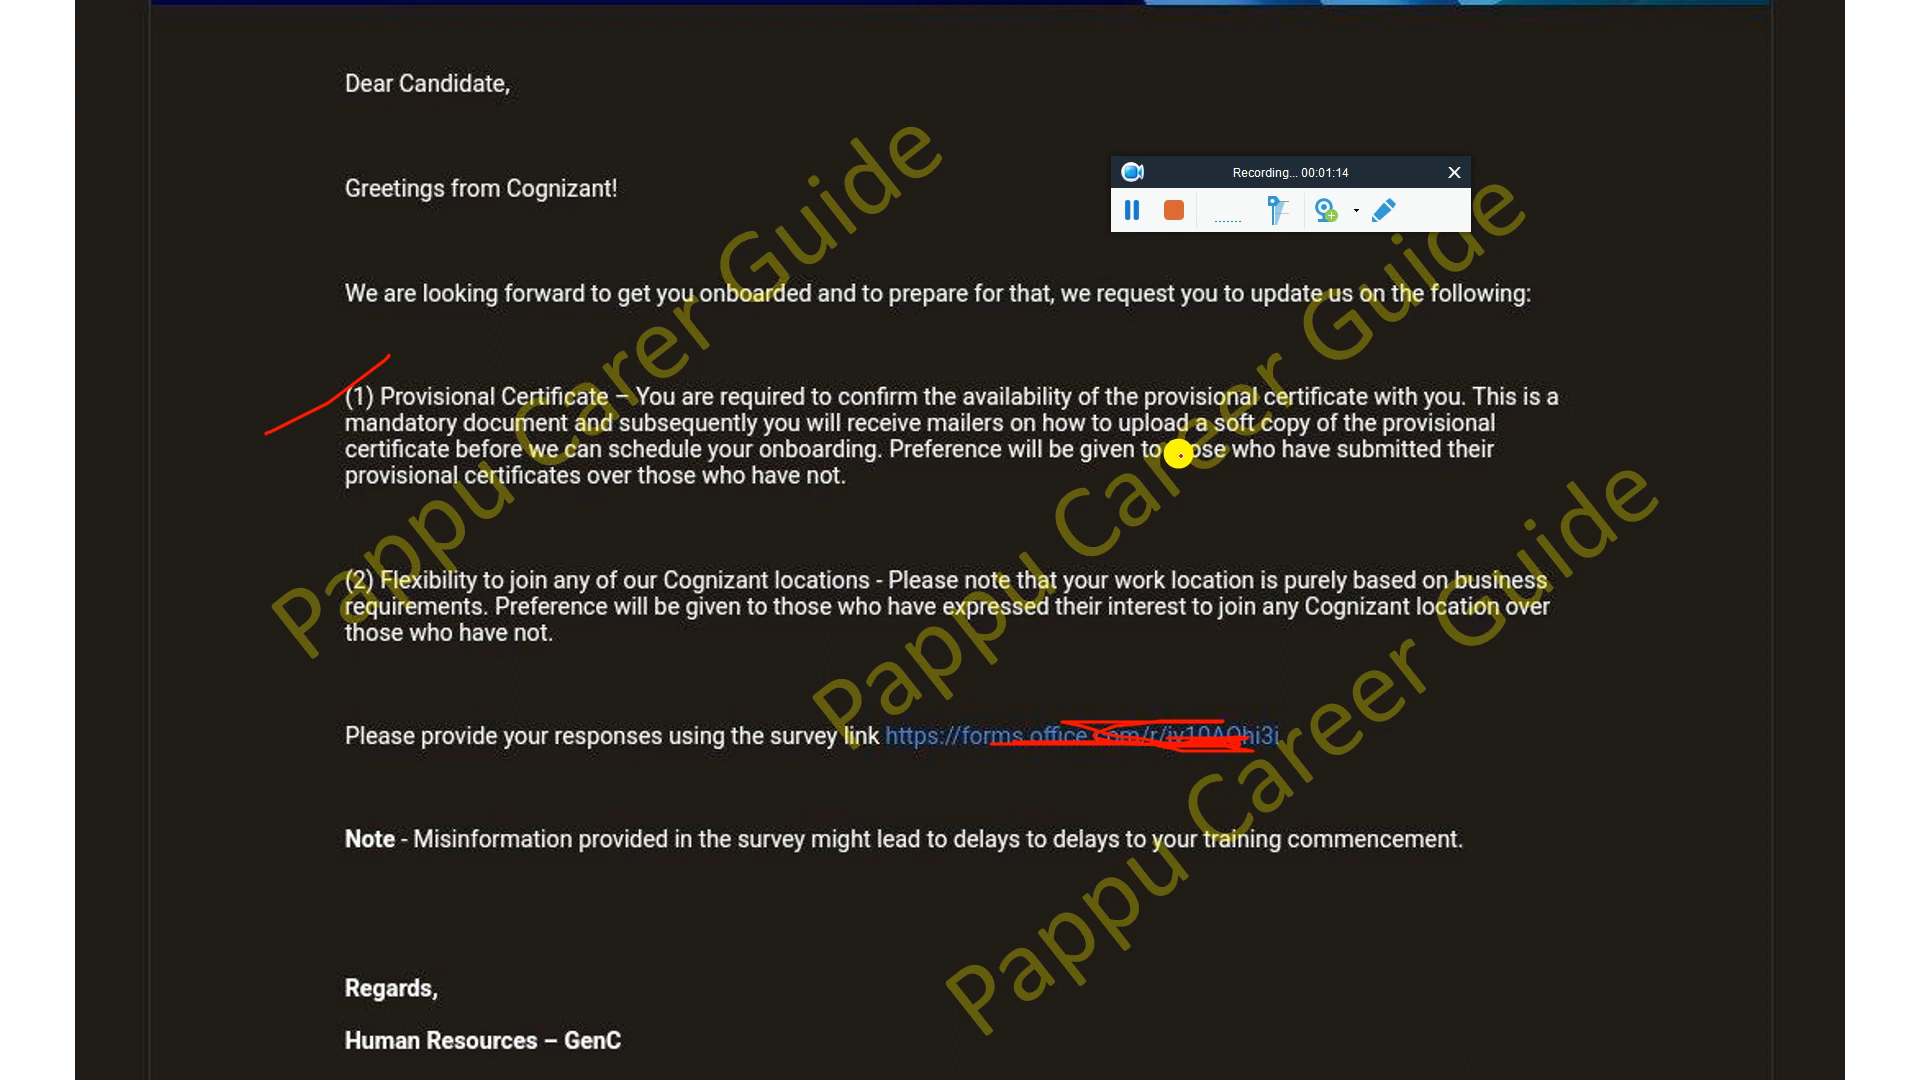 Dear Candidate,
Recording... 00:01:14
Greetings from Cognizant!
We are looking forward to get you onboarded and to prepare for that, we request you to update us on the following:
(1) Provisional Certificate – You are required to confirm the availability of the provisional certificate with you. This is a
mandatory document and subsequently you will receive mailers on how to upload a soft copy of the provisional
certificate before we can schedule your onboarding. Preference will be given to those who have submitted their
provisional certificates over those who have not.
(2) Flexibility to join any of our Cognizant locations - Please note that your work location is purely based on business
requirements. Preference will be given to those who have expressed their interest to join any Cognizant location over
those who have not.
Please provide your responses using the survey link https://forms.office.com/r/
Note - Misinformation provided in the survey might lead to delays to delays to your training commencement.
Regards,
Human Resources – GenC
Pappu Carer Guide
Pappu Career Guide
Pappu Career Guide